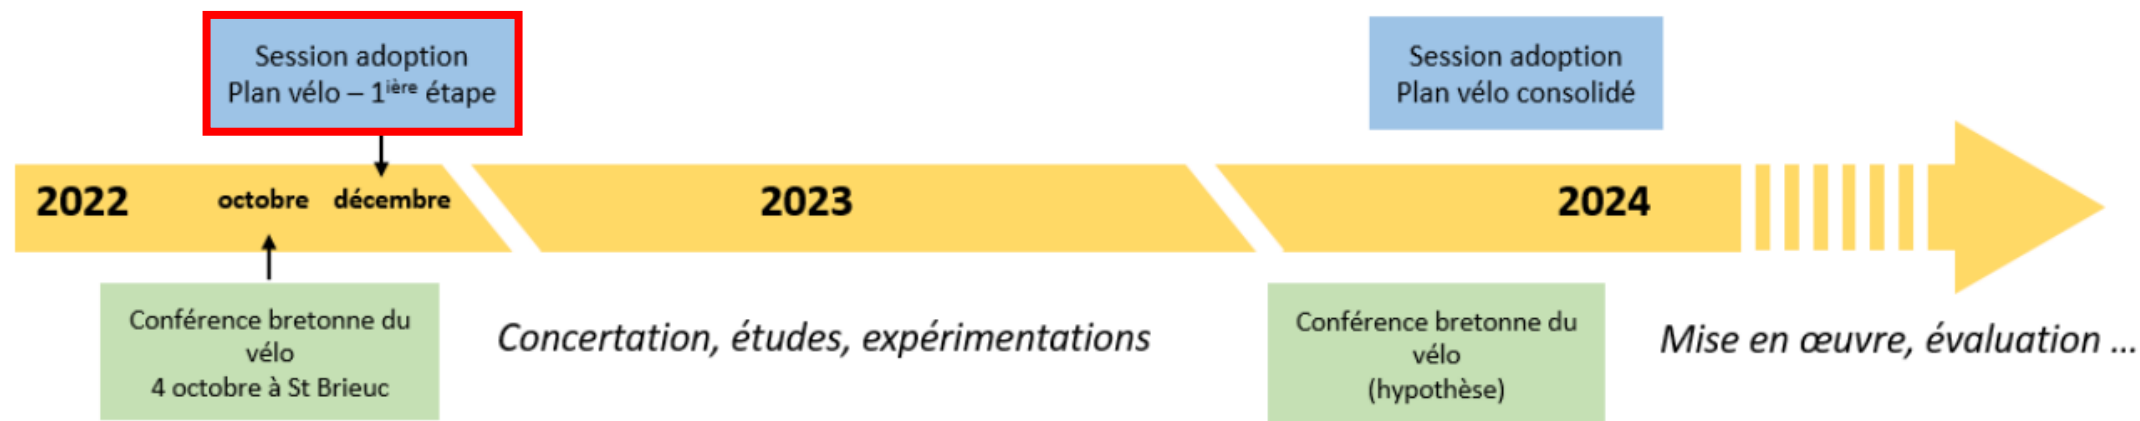 Session adoption
Plan vélo – 1ière étape
Session adoption
Plan vélo consolidé
2022 octobre décembre 2023 2024
Conférence bretonne du
vélo
4 octobre à St Brieuc
Concertation, études, expérimentations
Conférence bretonne du
vélo
(hypothèse)
Mise en œuvre, évaluation ...